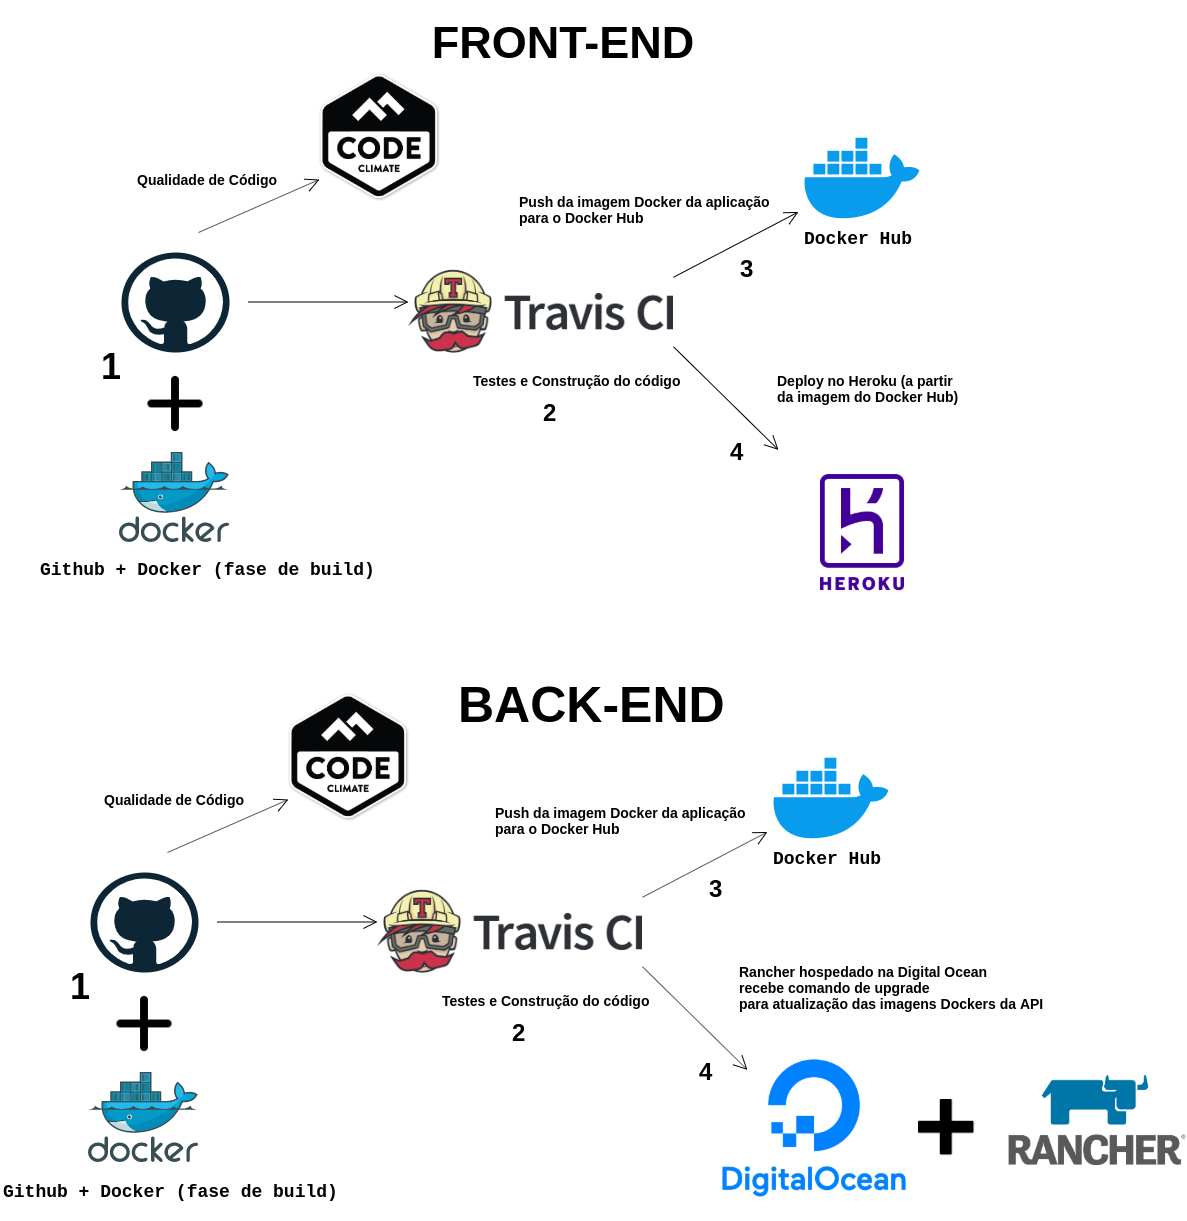 FRONT-END
CODE
CLIMATE
Qualidade de Código
Push da imagem Docker da aplicação
para o Docker Hub
Docker Hub
3
T
Travis CI
1
Testes e Construção do código
2
Deploy no Heroku (a partir
da imagem do Docker Hub)
4
docker
Github + Docker (fase de build)
HEROKU
BACK-END
CODE
CLIMATE
Qualidade de Código
Push da imagem Docker da aplicação
para o Docker Hub
Docker Hub
3
T
Travis CI
1
Testes e Construção do código
2
Rancher hospedado na Digital Ocean
recebe comando de upgrade
para atualização das imagens Dockers da API
4
docker
Github + Docker (fase de build)
DigitalOcean
RANCHER®